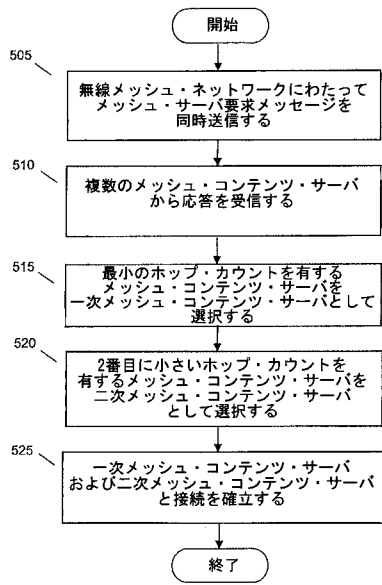 開始
505
無線メッシュ・ネットワークにわたって
メッシュ・サーバ要求メッセージを
同時送信する
510
複数のメッシュ・コンテンツ・サーバ
から応答を受信する
515
最小のホップ・カウントを有する
メッシュ・コンテンツ・サーバを
一次メッシュ・コンテンツ・サーバとして
選択する
520
2番目に小さいホップ・カウントを
有するメッシュ・コンテンツ・サーバを
二次メッシュ・コンテンツ・サーバ
として選択する
525
一次メッシュ・コンテンツ・サーバ
および二次メッシュ・コンテンツ・サーバ
と接続を確立する
終了